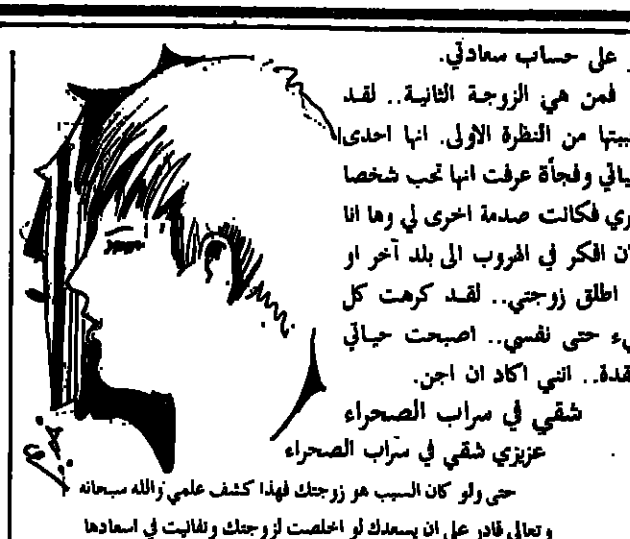 على حساب سعادتي.
فمن هي الزوجة الثانية.. لقد
من النظرة الاولى. انها احدى
وفجأة عرفت انها تحب شخصا
فكانت صدمة اخرى لي وها انا
افكر في الهروب الى بلد آخر او
اطلق زوجتي.. لقد كرهت كل
حتى نفسي.. اصبحت حياتي
انني اكاد ان اجن.
شقي في سراب الصحراء
عزيزي شقي في سراب الصحراء
حتى ولو كان السبب هو زوجتك فهذا كشف علمي والله سبحانه
وتعالى قادر على ان يسعدك لو اخلصت لزوجتك وتفانيت في اسعادها